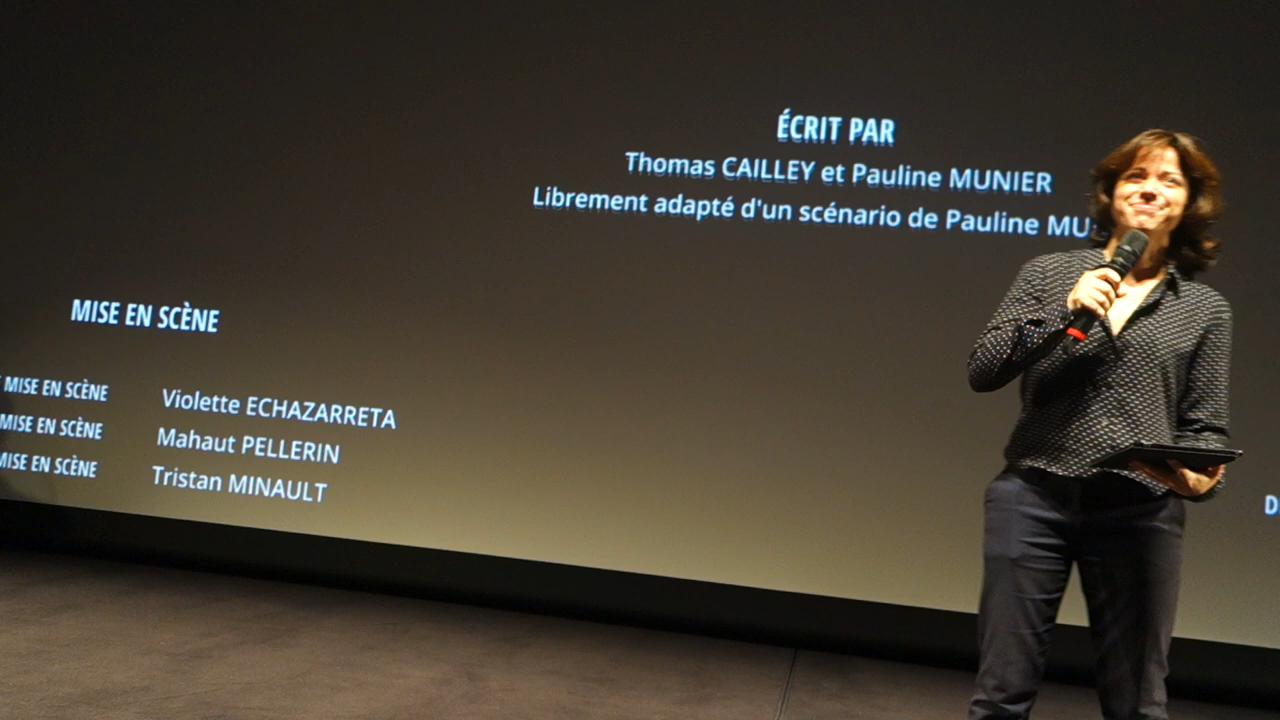 ÉCRIT PAR
Thomas CAILLEY et Pauline MUNIER
Librement adapté d'un scénario de Pauline
MISE EN SCÈNE
MISE EN SCÈNE Violette ECHAZARRETA
MISE EN SCÈNE Mahaut PELLERIN
MISE EN SCÈNE Tristan MINAULT